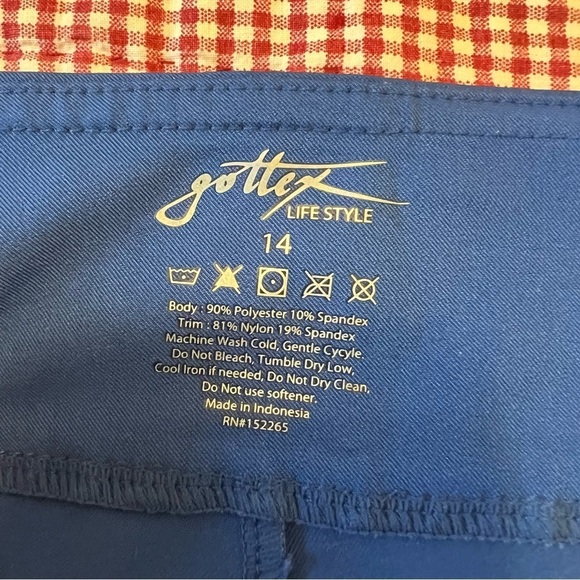 gottex
LIFE STYLE
14
Body : 90% Polyester 10% Spandex
Trim : 81% Nylon 19% Spandex
Machine Wash Cold, Gentle Cycyle.
Do Not Bleach, Tumble Dry Low,
Cool Iron if needed, Do Not Dry Clean,
Do Not use softener.
Made in Indonesia
RN#152265